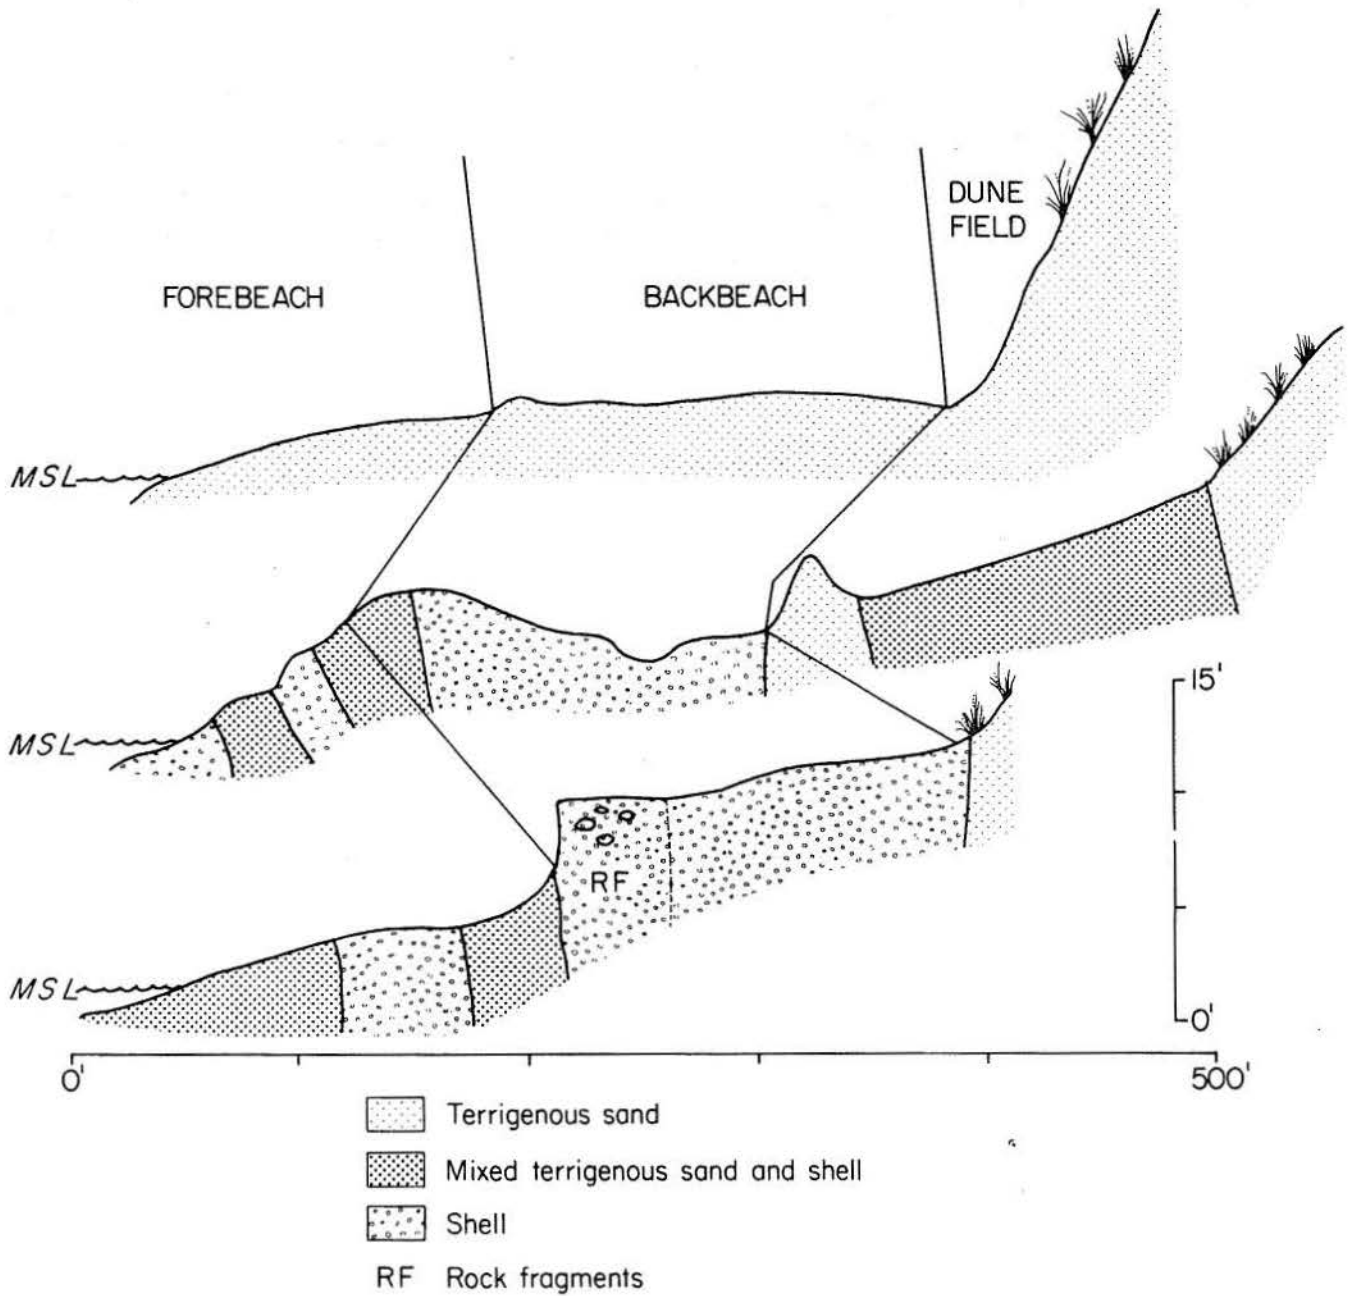 DUNE
FIELD
FOREBEACH
BACKBEACH
MSL
MSL
15'
RF
MSL
0'
0'
500'
Terrigenous sand
Mixed terrigenous sand and shell
Shell
RF Rock fragments